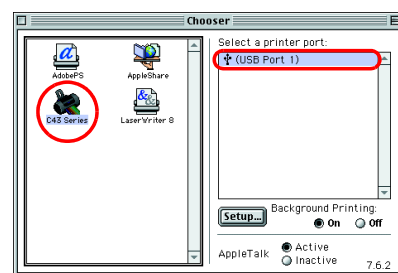 Chooser
AdobePS
AppleShare
C43 Series
LaserWriter 8
Select a printer port:
(USB Port 1)
Setup...
Background Printing:
On Off
AppleTalk
Active
Inactive
7.6.2